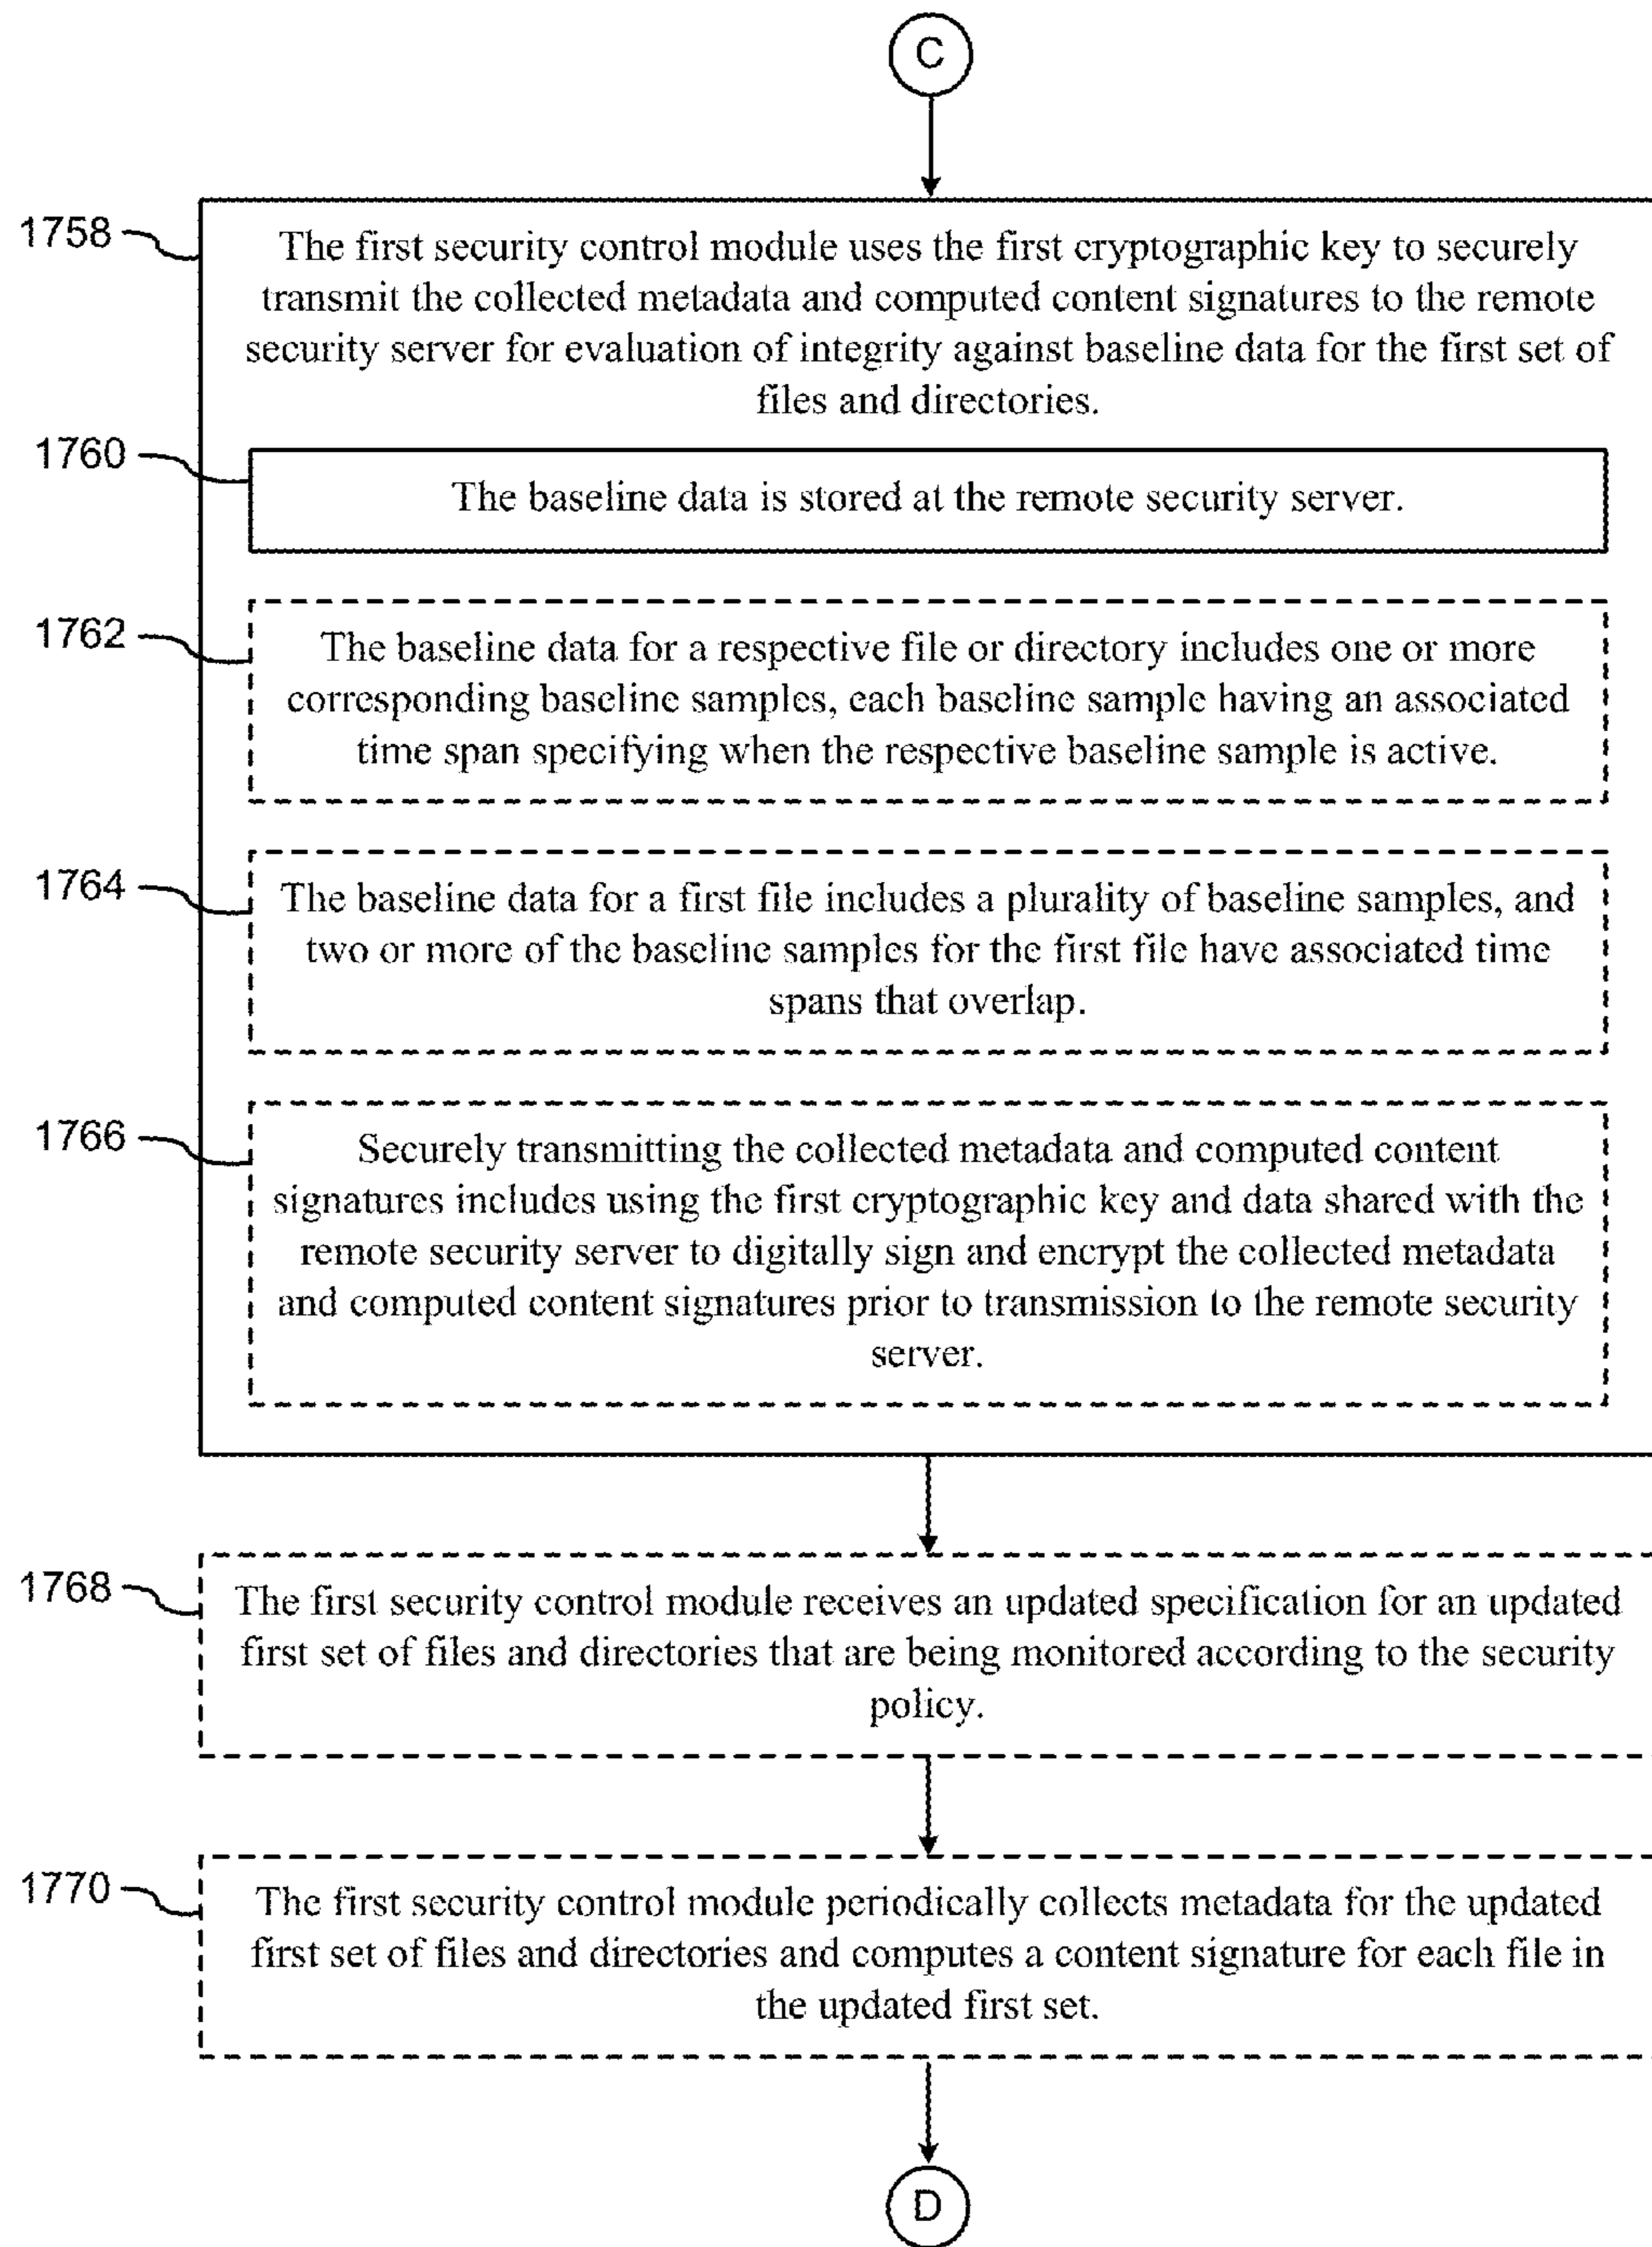 C
1758
The first security control module uses the first cryptographic key to securely
transmit the collected metadata and computed content signatures to the remote
security server for evaluation of integrity against baseline data for the first set of
files and directories.
1760
The baseline data is stored at the remote security server.
1762
The baseline data for a respective file or directory includes one or more
corresponding baseline samples, each baseline sample having an associated
time span specifying when the respective baseline sample is active.
1764
The baseline data for a first file includes a plurality of baseline samples, and
two or more of the baseline samples for the first file have associated time
spans that overlap.
1766
Securely transmitting the collected metadata and computed content
signatures includes using the first cryptographic key and data shared with the
remote security server to digitally sign and encrypt the collected metadata
and computed content signatures prior to transmission to the remote security
server.
1768
The first security control module receives an updated specification for an updated
first set of files and directories that are being monitored according to the security
policy.
1770
The first security control module periodically collects metadata for the updated
first set of files and directories and computes a content signature for each file in
the updated first set.
D